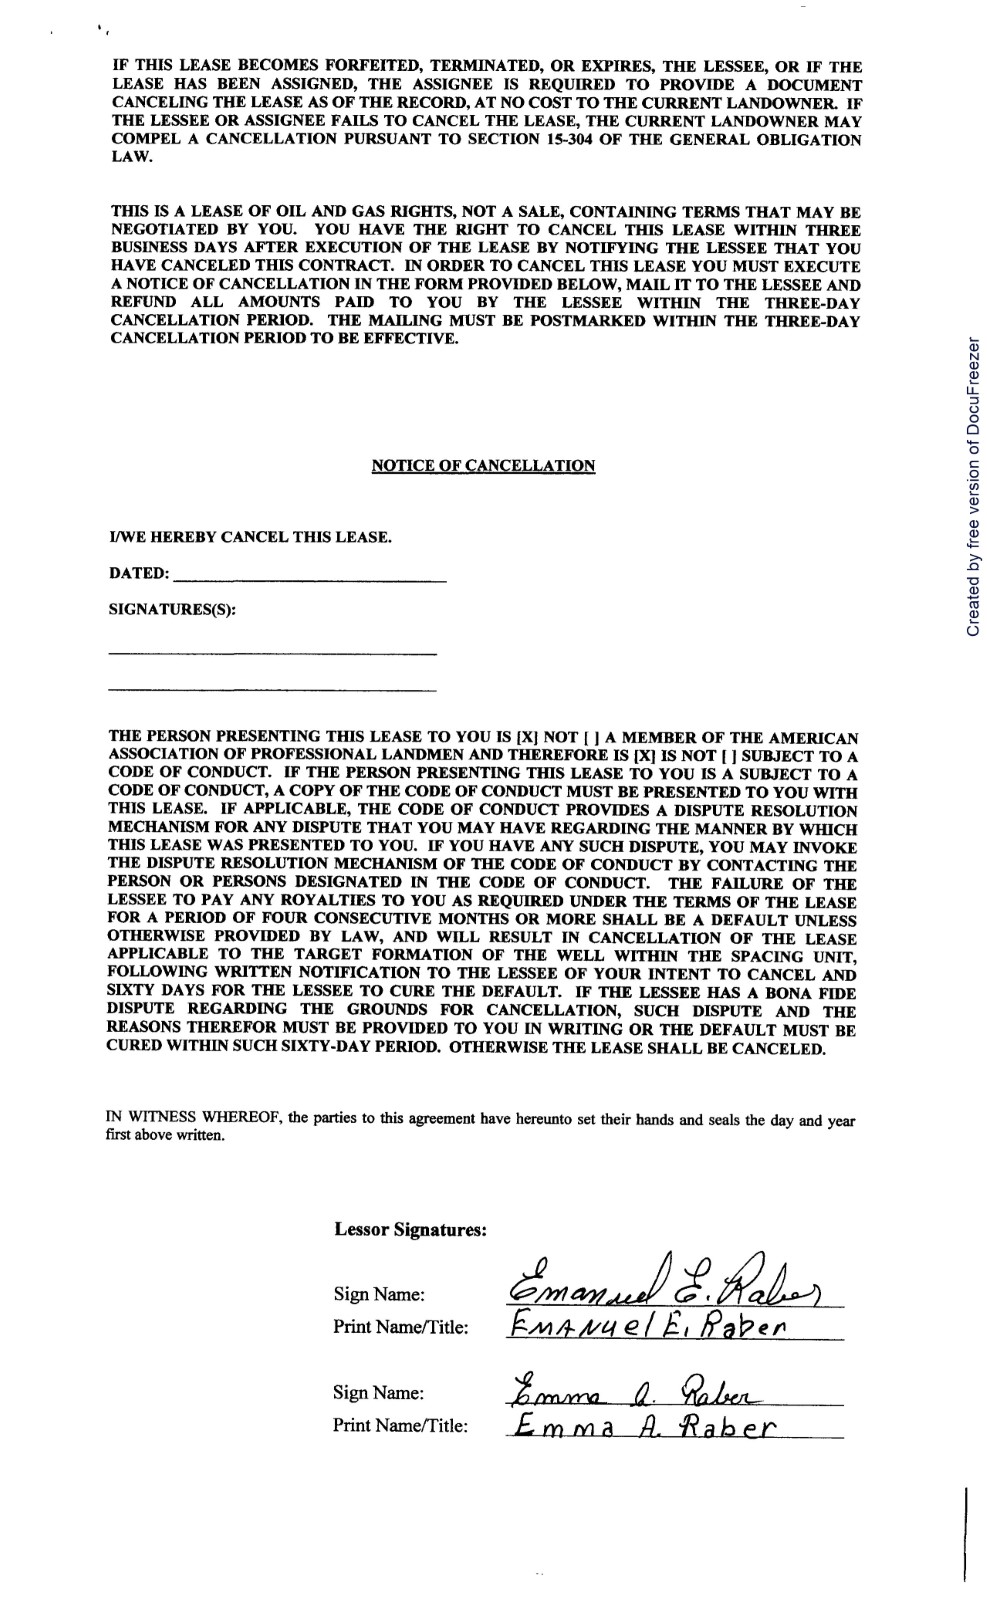 IF THIS LEASE BECOMES FORFEITED, TERMINATED, OR EXPIRES, THE LESSEE, OR IF THE
LEASE HAS BEEN ASSIGNED, THE ASSIGNEE IS REQUIRED TO PROVIDE A DOCUMENT
CANCELING THE LEASE AS OF THE RECORD, AT NO COST TO THE CURRENT LANDOWNER. IF
THE LESSEE OR ASSIGNEE FAILS TO CANCEL THE LEASE, THE CURRENT LANDOWNER MAY
COMPEL A CANCELLATION PURSUANT TO SECTION 15-304 OF THE GENERAL OBLIGATION
LAW.
THIS IS A LEASE OF OIL AND GAS RIGHTS, NOT A SALE, CONTAINING TERMS THAT MAY BE
NEGOTIATED BY YOU. YOU HAVE THE RIGHT TO CANCEL THIS LEASE WITHIN THREE
BUSINESS DAYS AFTER EXECUTION OF THE LEASE BY NOTIFYING THE LESSEE THAT YOU
HAVE CANCELED THIS CONTRACT. IN ORDER TO CANCEL THIS LEASE YOU MUST EXECUTE
A NOTICE OF CANCELLATION IN THE FORM PROVIDED BELOW, MAIL IT TO THE LESSEE AND
REFUND ALL AMOUNTS PAID TO YOU BY THE LESSEE WITHIN THE THREE-DAY
CANCELLATION PERIOD. THE MAILING MUST BE POSTMARKED WITHIN THE THREE-DAY
CANCELLATION PERIOD TO BE EFFECTIVE.
NOTICE OF CANCELLATION
I/WE HEREBY CANCEL THIS LEASE.
DATED:
SIGNATURES(S):
THE PERSON PRESENTING THIS LEASE TO YOU IS [X] NOT [ ] A MEMBER OF THE AMERICAN
ASSOCIATION OF PROFESSIONAL LANDMEN AND THEREFORE IS [X] IS NOT [ ] SUBJECT TO A
CODE OF CONDUCT. IF THE PERSON PRESENTING THIS LEASE TO YOU IS A SUBJECT TO A
CODE OF CONDUCT, A COPY OF THE CODE OF CONDUCT MUST BE PRESENTED TO YOU WITH
THIS LEASE. IF APPLICABLE, THE CODE OF CONDUCT PROVIDES A DISPUTE RESOLUTION
MECHANISM FOR ANY DISPUTE THAT YOU MAY HAVE REGARDING THE MANNER BY WHICH
THIS LEASE WAS PRESENTED TO YOU. IF YOU HAVE ANY SUCH DISPUTE, YOU MAY INVOKE
THE DISPUTE RESOLUTION MECHANISM OF THE CODE OF CONDUCT BY CONTACTING THE
PERSON OR PERSONS DESIGNATED IN THE CODE OF CONDUCT. THE FAILURE OF THE
LESSEE TO PAY ANY ROYALTIES TO YOU AS REQUIRED UNDER THE TERMS OF THE LEASE
FOR A PERIOD OF FOUR CONSECUTIVE MONTHS OR MORE SHALL BE A DEFAULT UNLESS
OTHERWISE PROVIDED BY LAW, AND WILL RESULT IN CANCELLATION OF THE LEASE
APPLICABLE TO THE TARGET FORMATION OF THE WELL WITHIN THE SPACING UNIT,
FOLLOWING WRITTEN NOTIFICATION TO THE LESSEE OF YOUR INTENT TO CANCEL AND
SIXTY DAYS FOR THE LESSEE TO CURE THE DEFAULT. IF THE LESSEE HAS A BONA FIDE
DISPUTE REGARDING THE GROUNDS FOR CANCELLATION, SUCH DISPUTE AND THE
REASONS THEREFOR MUST BE PROVIDED TO YOU IN WRITING OR THE DEFAULT MUST BE
CURED WITHIN SUCH SIXTY-DAY PERIOD. OTHERWISE THE LEASE SHALL BE CANCELED.
IN WITNESS WHEREOF, the parties to this agreement have hereunto set their hands and seals the day and year
first above written.
Lessor Signatures:
Sign Name: Emanuel E. Raber
Print Name/Title: EMANuel E. Raber
Sign Name: Emma A. Raber
Print Name/Title: Emma A. Raber
Created by free version of DocuFreezer